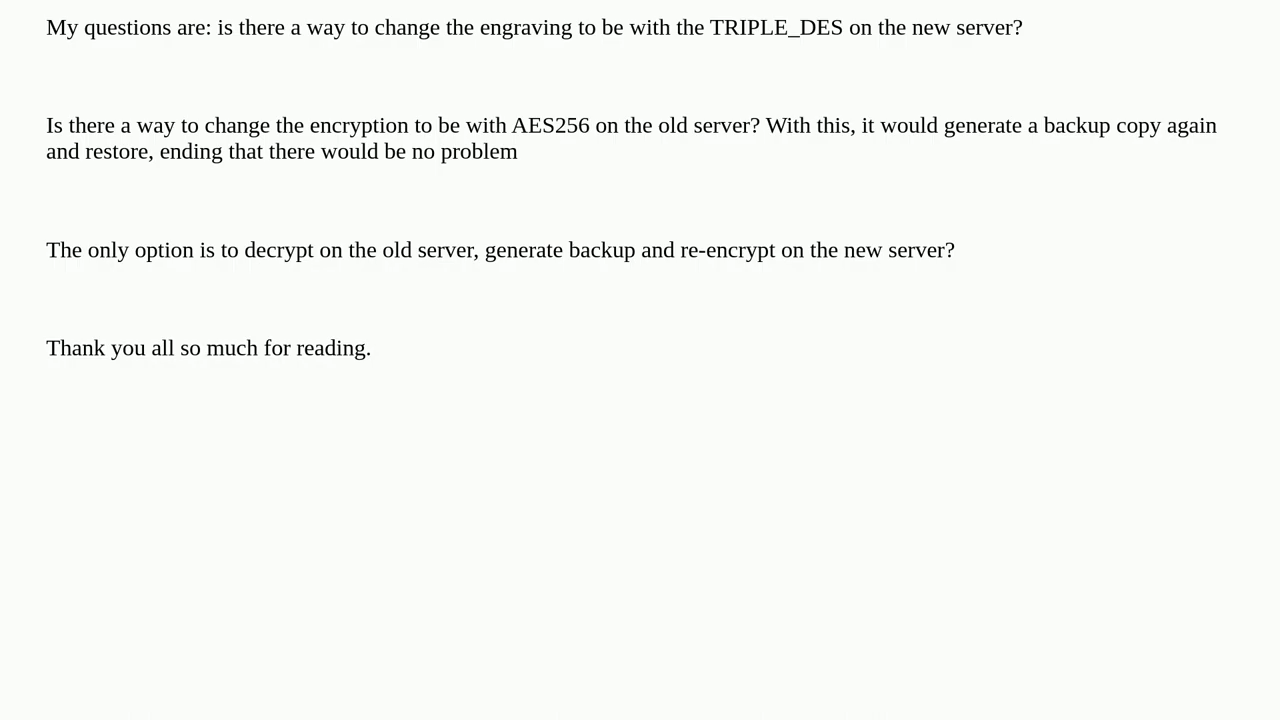 My questions are: is there a way to change the engraving to be with the TRIPLE_DES on the new server?
Is there a way to change the encryption to be with AES256 on the old server? With this, it would generate a backup copy again
and restore, ending that there would be no problem
The only option is to decrypt on the old server, generate backup and re-encrypt on the new server?
Thank you all so much for reading.